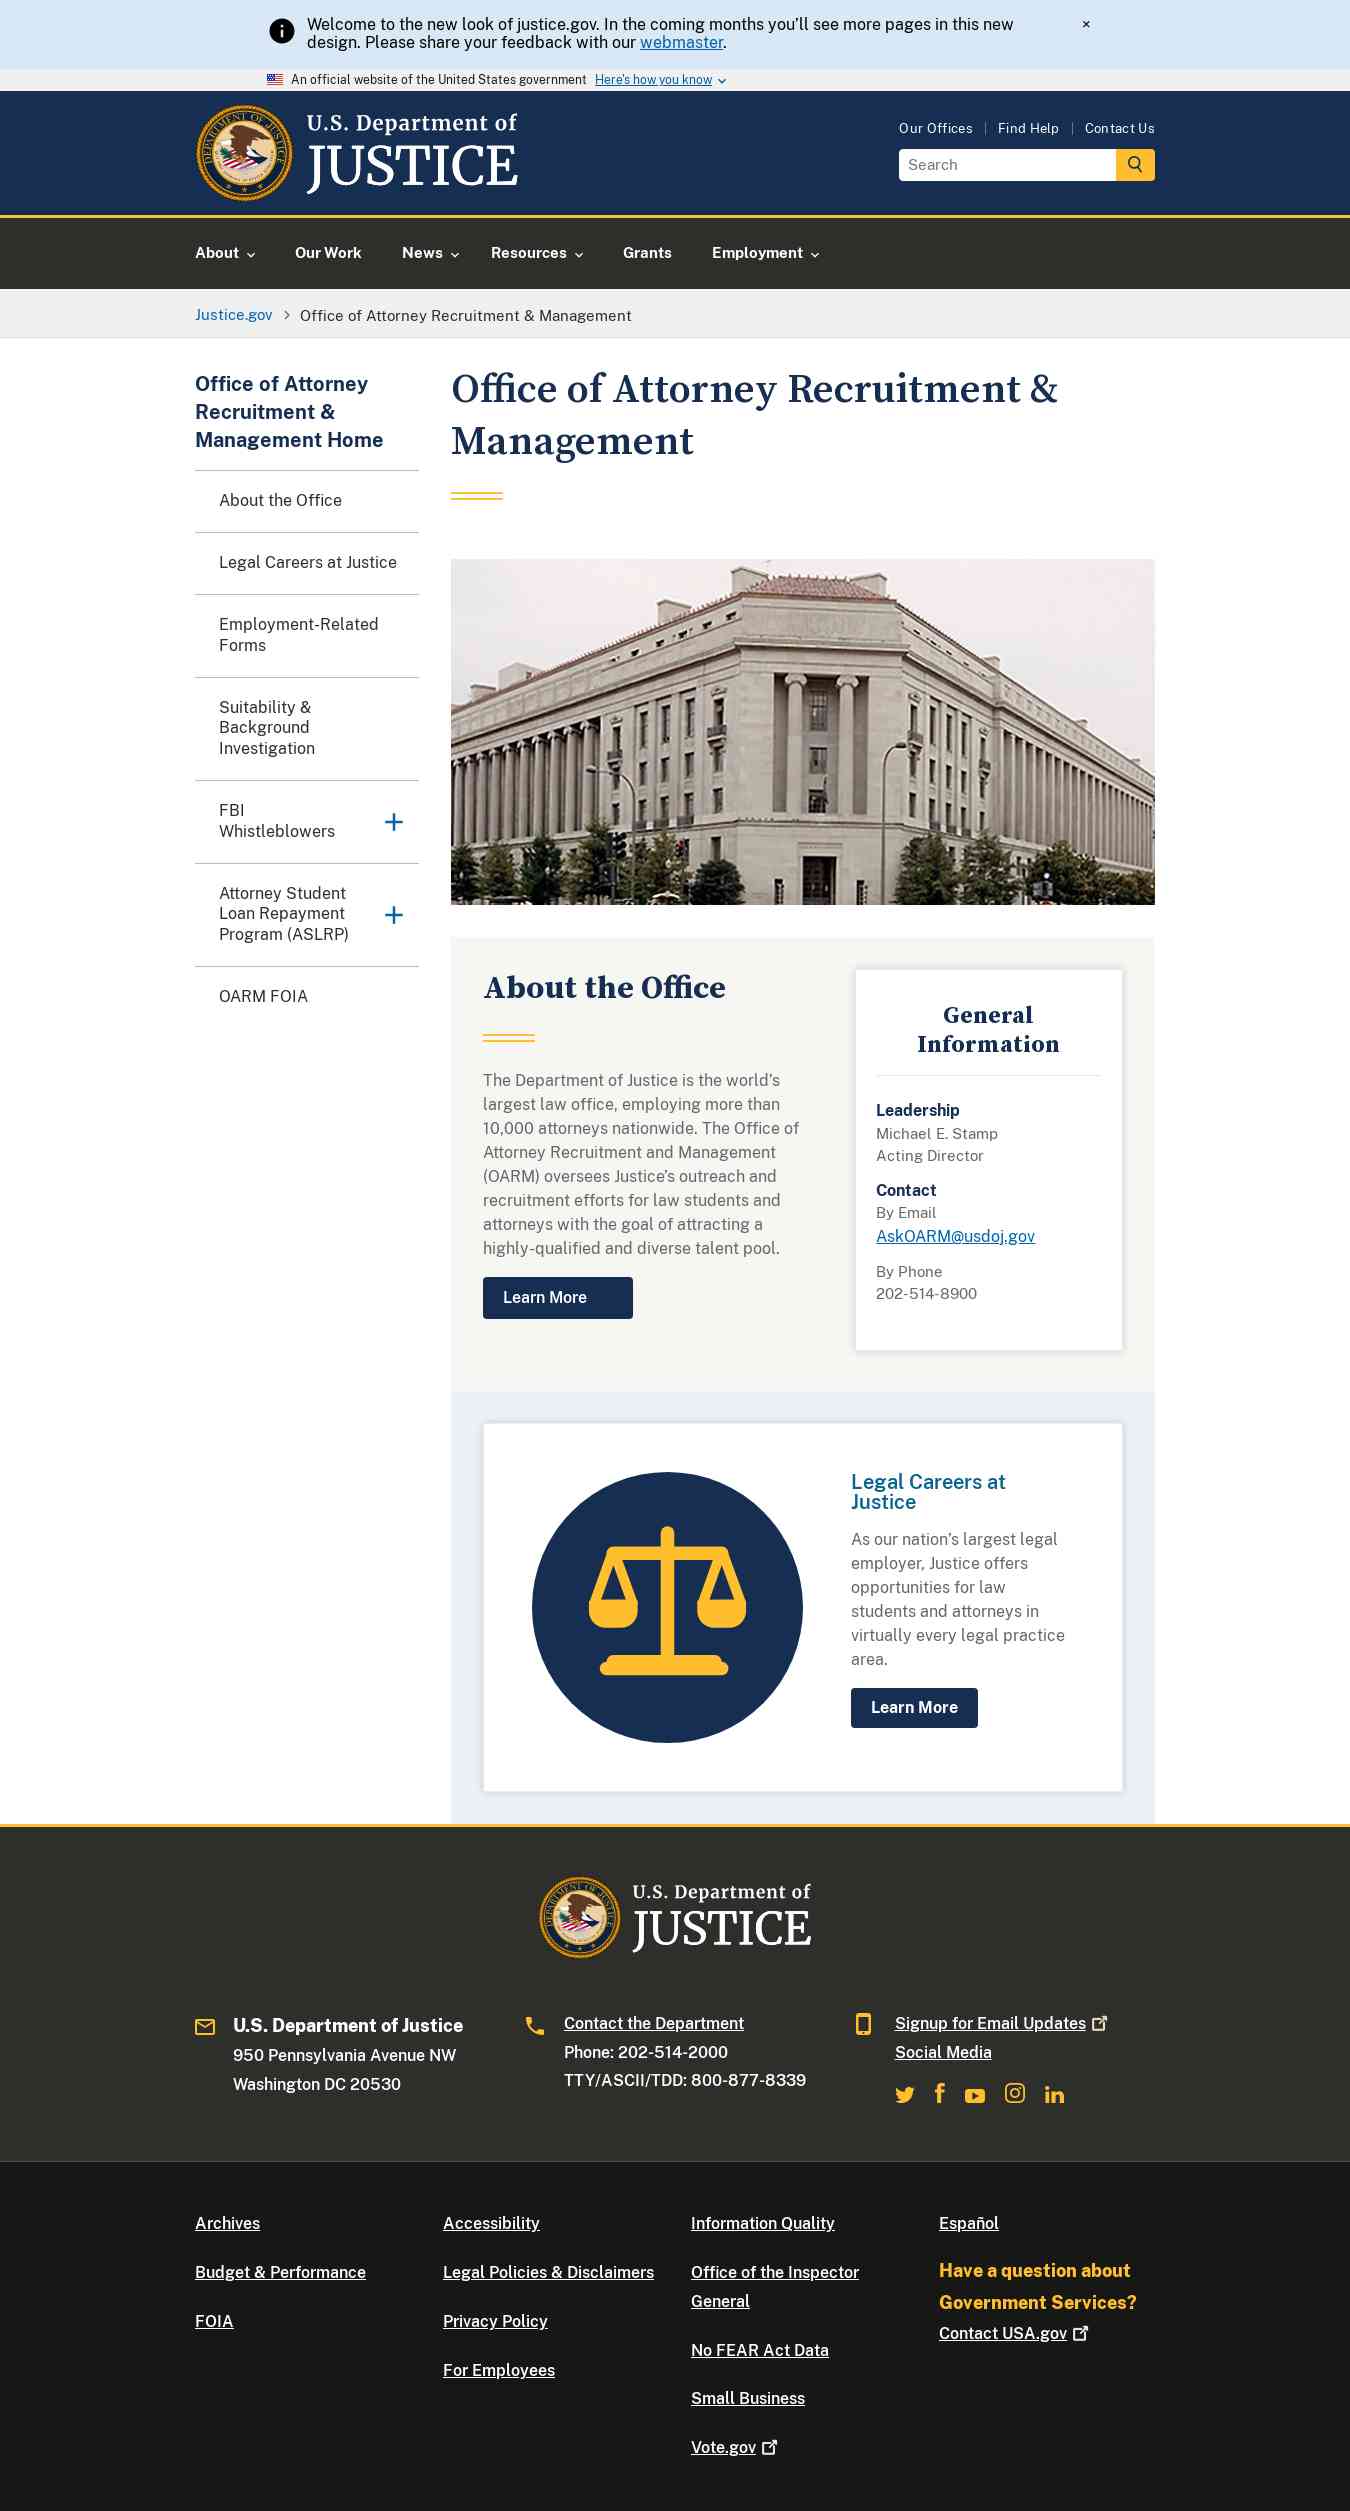 Welcome to the new look of justice.gov. In the coming months you’ll see more pages in this new
design. Please share your feedback with our webmaster.
×
An official website of the United States government Here's how you know
U.S. Department of
JUSTICE
Our Offices
Find Help
Contact Us
Search
About
Our Work
News
Resources
Grants
Employment
Justice.gov
Office of Attorney Recruitment & Management
Office of Attorney
Recruitment &
Management Home
About the Office
Legal Careers at Justice
Employment-Related
Forms
Suitability &
Background
Investigation
FBI
Whistleblowers
Attorney Student
Loan Repayment
Program (ASLRP)
OARM FOIA
Office of Attorney Recruitment &
Management
About the Office
The Department of Justice is the world’s
largest law office, employing more than
10,000 attorneys nationwide. The Office of
Attorney Recruitment and Management
(OARM) oversees Justice’s outreach and
recruitment efforts for law students and
attorneys with the goal of attracting a
highly-qualified and diverse talent pool.
Learn More
General
Information
Leadership
Michael E. Stamp
Acting Director
Contact
By Email
AskOARM@usdoj.gov
By Phone
202-514-8900
Legal Careers at
Justice
As our nation’s largest legal
employer, Justice offers
opportunities for law
students and attorneys in
virtually every legal practice
area.
Learn More
U.S. Department of
JUSTICE
U.S. Department of Justice
950 Pennsylvania Avenue NW
Washington DC 20530
Contact the Department
Phone: 202-514-2000
TTY/ASCII/TDD: 800-877-8339
Signup for Email Updates
Social Media
Archives
Budget & Performance
FOIA
Accessibility
Legal Policies & Disclaimers
Privacy Policy
For Employees
Information Quality
Office of the Inspector
General
No FEAR Act Data
Small Business
Vote.gov
Español
Have a question about
Government Services?
Contact USA.gov